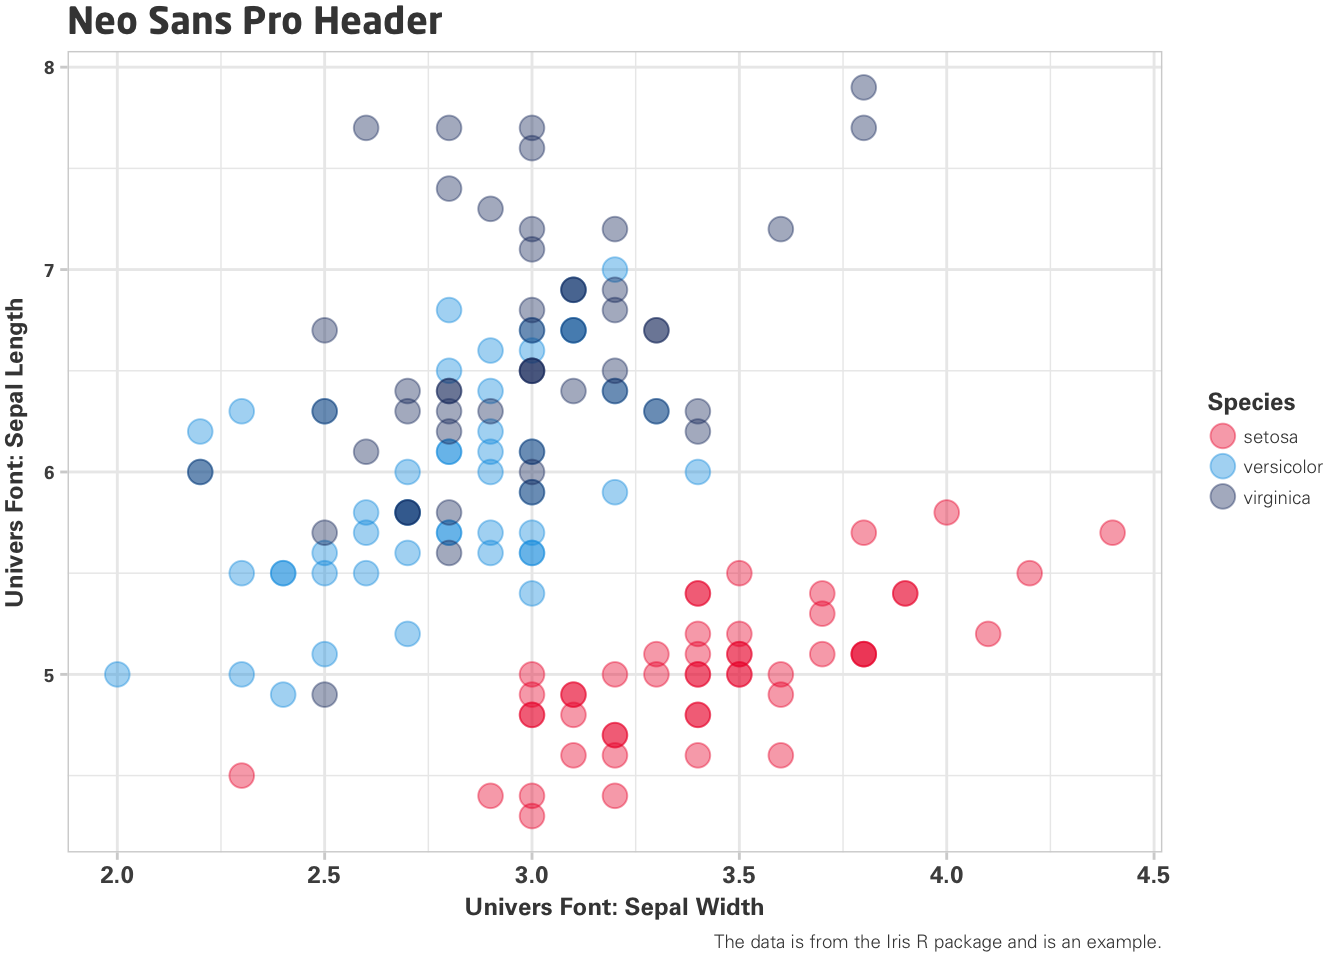 Neo Sans Pro Header
8
7
6
5
Univers Font: Sepal Length
2.0 2.5 3.0 3.5 4.0 4.5
Univers Font: Sepal Width
Species
setosa
versicolor
virginica
The data is from the Iris R package and is an example.